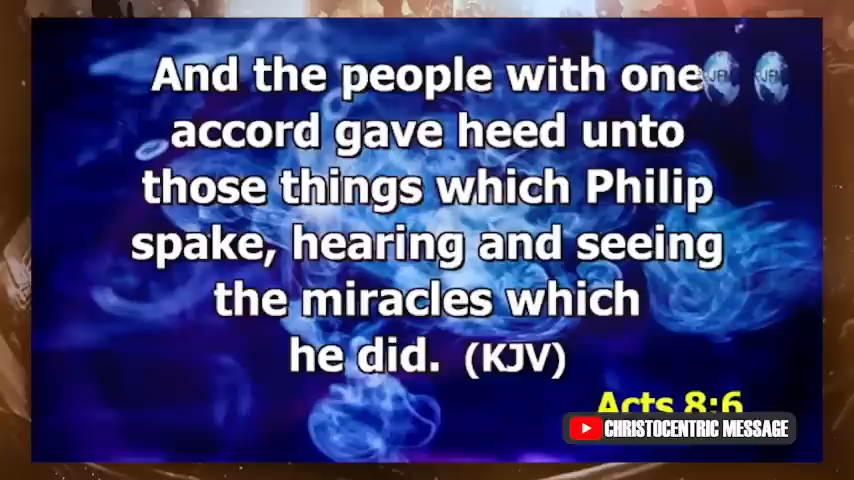 And the people with one
accord gave heed unto
those things which Philip
spake, hearing and seeing
the miracles which
he did. (KJV)
Acts 8:6
CHRISTOCENTRIC MESSAGE